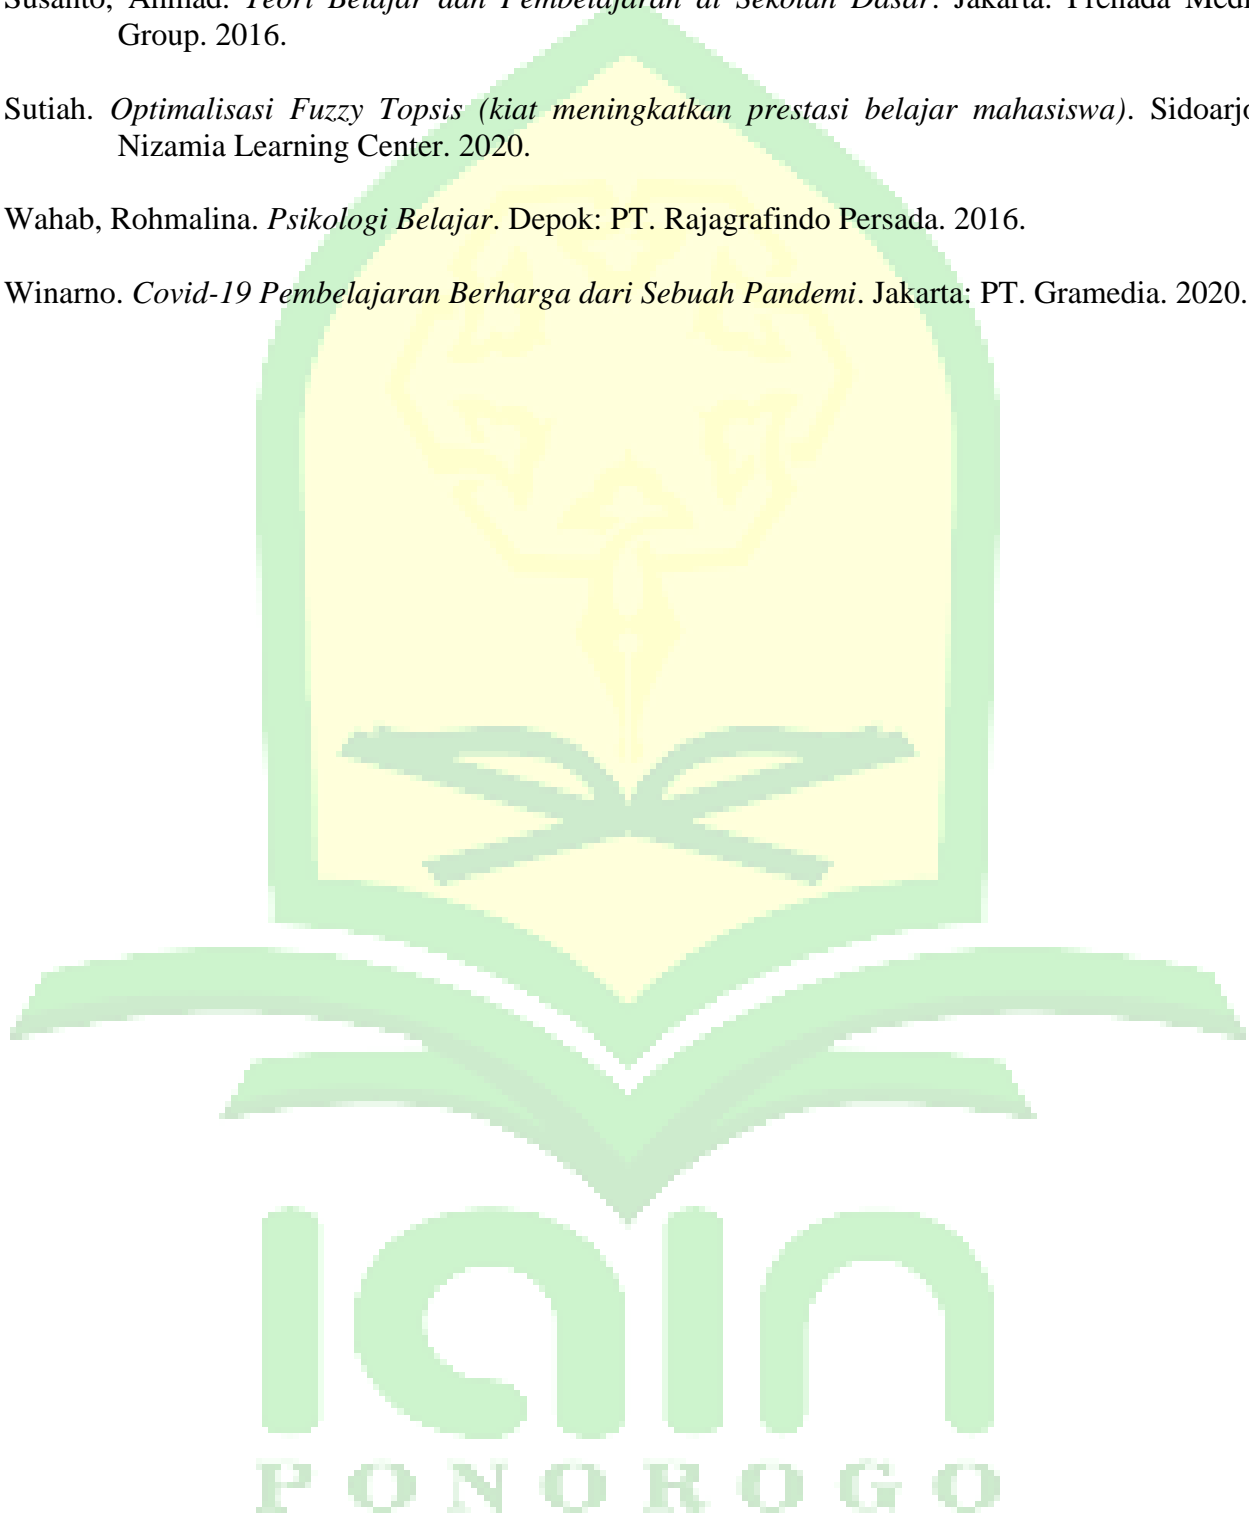 Susanto, Ahmad. Teori Belajar dan Pembelajaran di Sekolah Dasar. Jakarta: Prenada Medi
Group. 2016.
Sutiah. Optimalisasi Fuzzy Topsis (kiat meningkatkan prestasi belajar mahasiswa). Sidoarjo
Nizamia Learning Center. 2020.
Wahab, Rohmalina. Psikologi Belajar. Depok: PT. Rajagrafindo Persada. 2016.
Winarno. Covid-19 Pembelajaran Berharga dari Sebuah Pandemi. Jakarta: PT. Gramedia. 2020.
iain
PONOROGO